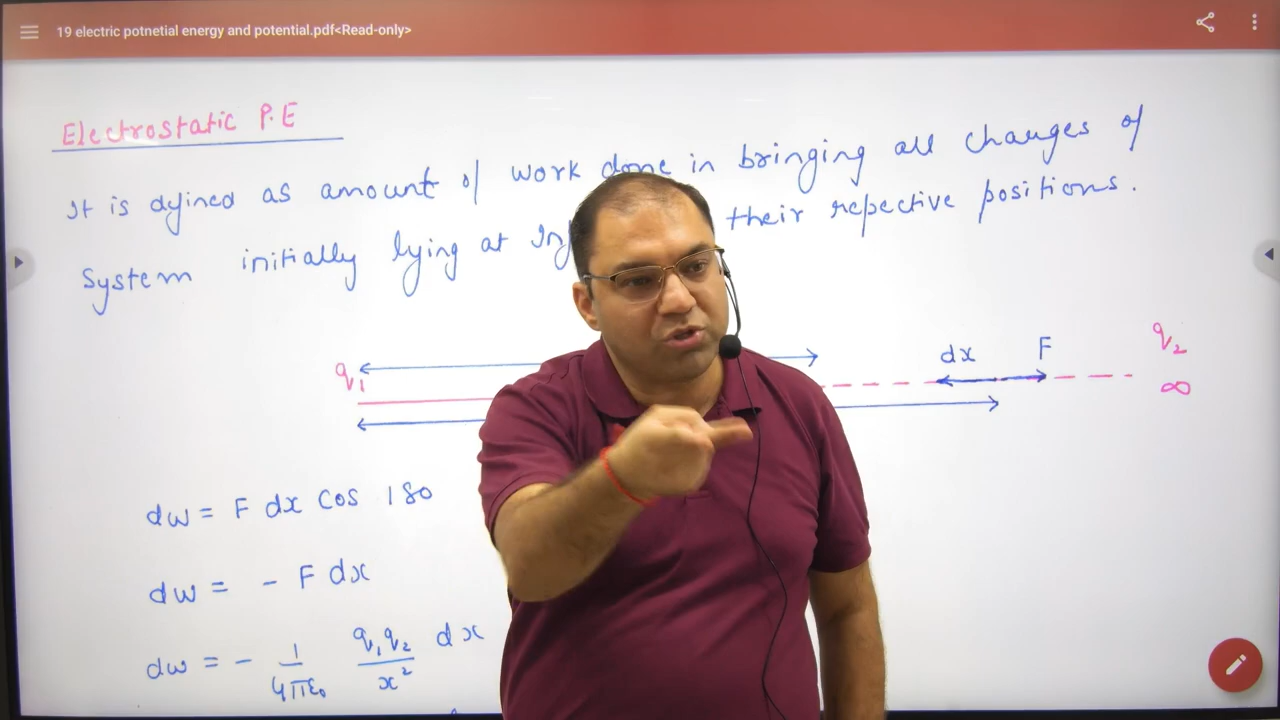 19 electric potnetial energy and potential.pdf<Read-only>
Electrostatic P.E
It is dyined as amount of work done in bringing all changes of
System initially lying at their repective positions.
dx F q₂
q₁ ∞
dw = F dx cos 180
dw = - F dx
dw = - 1/4πε₀ q₁q₂/x² dx